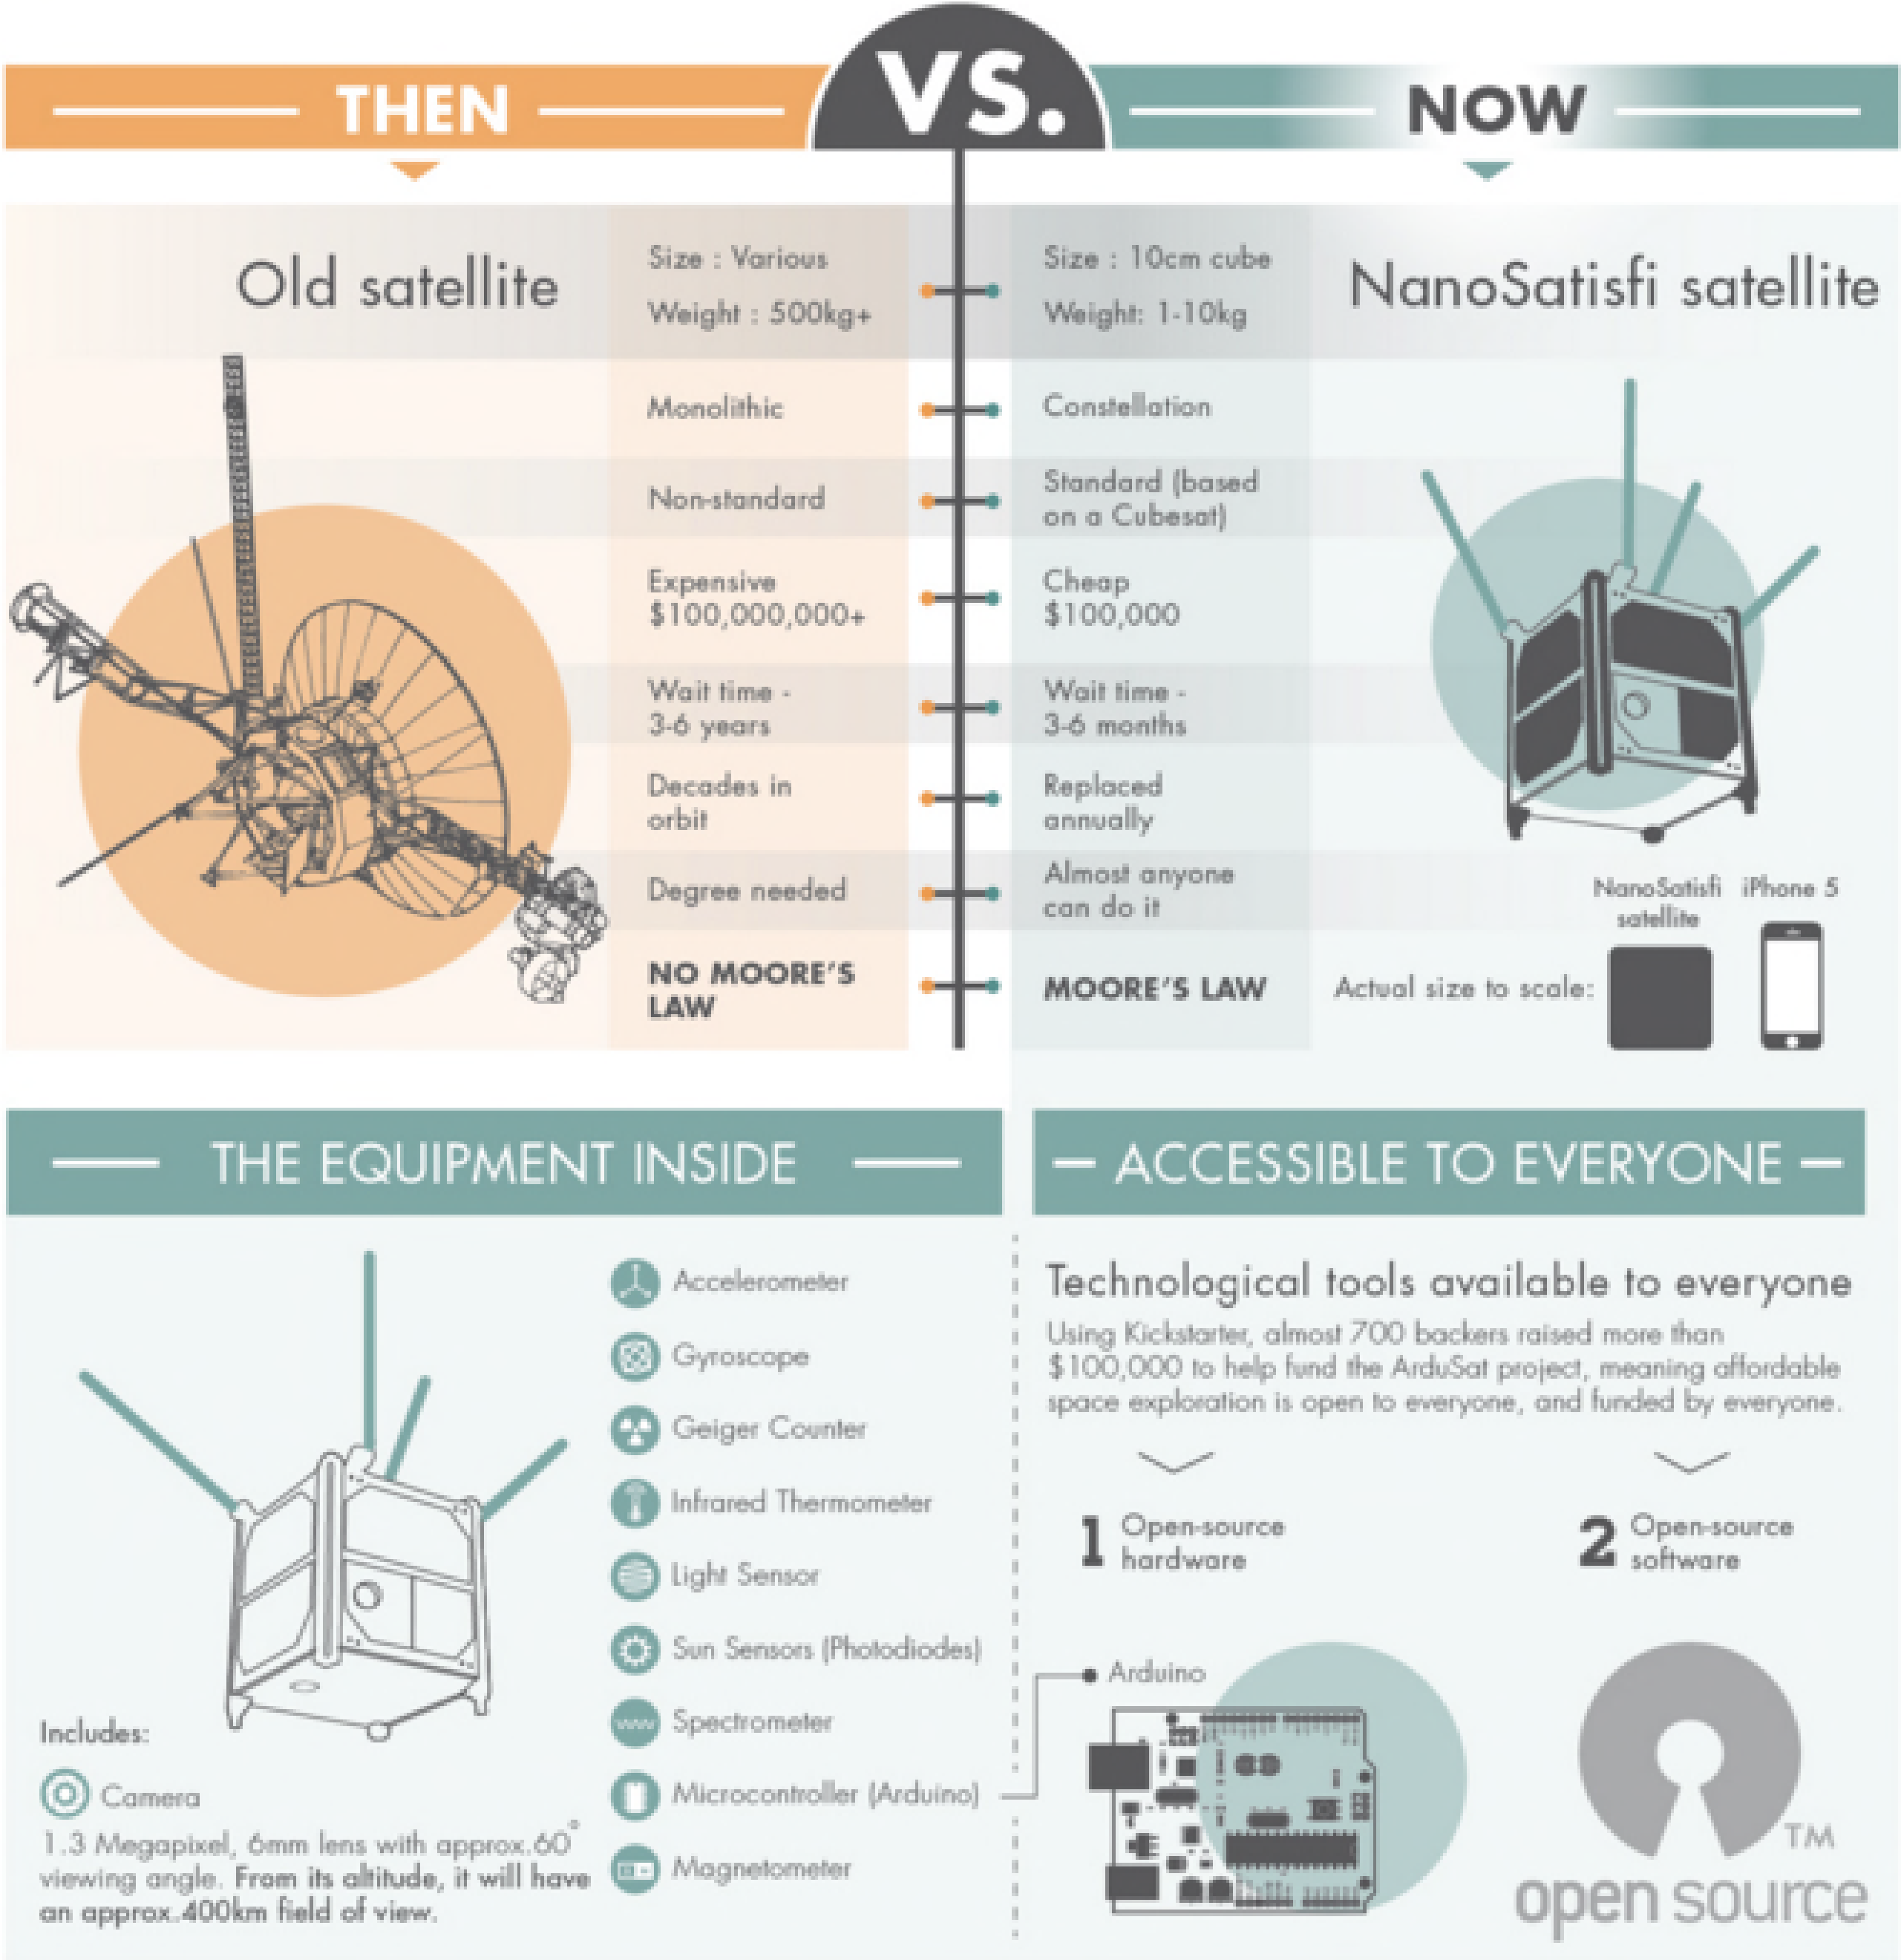 THEN
VS.
NOW
Old satellite
Size : Various
Weight : 500kg+
Monolithic
Non-standard
Expensive
$100,000,000+
Wait time -
3-6 years
Decades in
orbit
Degree needed
NO MOORE'S
LAW
Size : 10cm cube
Weight: 1-10kg
Constellation
Standard (based
on a Cubesat)
Cheap
$100,000
Wait time -
3-6 months
Replaced
annually
Almost anyone
can do it
MOORE'S LAW
NanoSatisfi satellite
NanoSatisfi
satellite
iPhone 5
Actual size to scale:
THE EQUIPMENT INSIDE
Includes:
Camera
1.3 Megapixel, 6mm lens with approx.60°
viewing angle. From its altitude, it will have
an approx.400km field of view.
Accelerometer
Gyroscope
Geiger Counter
Infrared Thermometer
Light Sensor
Sun Sensors (Photodiodes)
Spectrometer
Microcontroller (Arduino)
Magnetometer
ACCESSIBLE TO EVERYONE
Technological tools available to everyone
Using Kickstarter, almost 700 backers raised more than
$100,000 to help fund the ArduSat project, meaning affordable
space exploration is open to everyone, and funded by everyone.
1 Open-source
hardware
2 Open-source
software
Arduino
TM
open source